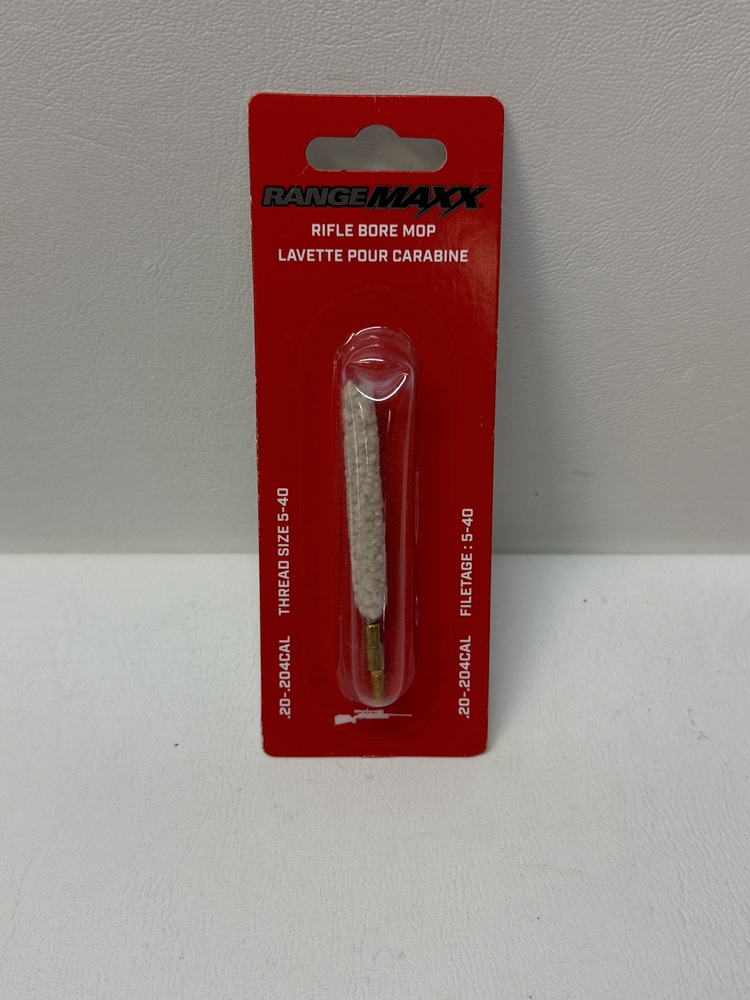 RANGEMAXX
RIFLE BORE MOP
LAVETTE POUR CARABINE
.20-.204CAL THREAD SIZE 5-40
.20-.204CAL FILETAGE : 5-40